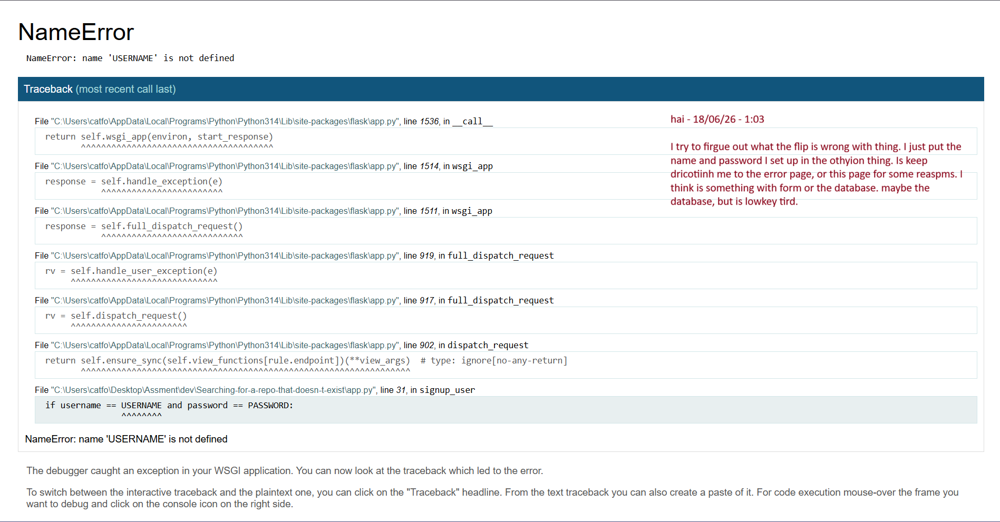 NameError
NameError: name 'USERNAME' is not defined
Traceback (most recent call last)
File "C:\Users\catfo\AppData\Local\Programs\Python\Python314\Lib\site-packages\flask\app.py", line 1536, in __call__
return self.wsgi_app(environ, start_response)
^^^^^^^^^^^^^^^^^^^^^^^^^^^^^^^^^^^^^^
File "C:\Users\catfo\AppData\Local\Programs\Python\Python314\Lib\site-packages\flask\app.py", line 1514, in wsgi_app
response = self.handle_exception(e)
^^^^^^^^^^^^^^^^^^^^^^^^
File "C:\Users\catfo\AppData\Local\Programs\Python\Python314\Lib\site-packages\flask\app.py", line 1511, in wsgi_app
response = self.full_dispatch_request()
^^^^^^^^^^^^^^^^^^^^^^^^^^^^
File "C:\Users\catfo\AppData\Local\Programs\Python\Python314\Lib\site-packages\flask\app.py", line 919, in full_dispatch_request
rv = self.handle_user_exception(e)
^^^^^^^^^^^^^^^^^^^^^^^^^^^^^
File "C:\Users\catfo\AppData\Local\Programs\Python\Python314\Lib\site-packages\flask\app.py", line 917, in full_dispatch_request
rv = self.dispatch_request()
^^^^^^^^^^^^^^^^^^^^^^^
File "C:\Users\catfo\AppData\Local\Programs\Python\Python314\Lib\site-packages\flask\app.py", line 902, in dispatch_request
return self.ensure_sync(self.view_functions[rule.endpoint])(**view_args)  # type: ignore[no-any-return]
^^^^^^^^^^^^^^^^^^^^^^^^^^^^^^^^^^^^^^^^^^^^^^^^^^^^^^^^^^^^^^^^^
File "C:\Users\catfo\Desktop\Assment\dev\Searching-for-a-repo-that-doesn-t-exist\app.py", line 31, in signup_user
if username == USERNAME and password == PASSWORD:
^^^^^^^^
NameError: name 'USERNAME' is not defined
hai - 18/06/26 - 1:03
I try to firgue out what the flip is wrong with thing. I just put the
name and password I set up in the othyion thing. Is keep
dricotiinh me to the error page, or this page for some reaspms. I
think is something with form or the database. maybe the
database, but is lowkey tird.
The debugger caught an exception in your WSGI application. You can now look at the traceback which led to the error.
To switch between the interactive traceback and the plaintext one, you can click on the "Traceback" headline. From the text traceback you can also create a paste of it. For code execution mouse-over the frame you
want to debug and click on the console icon on the right side.